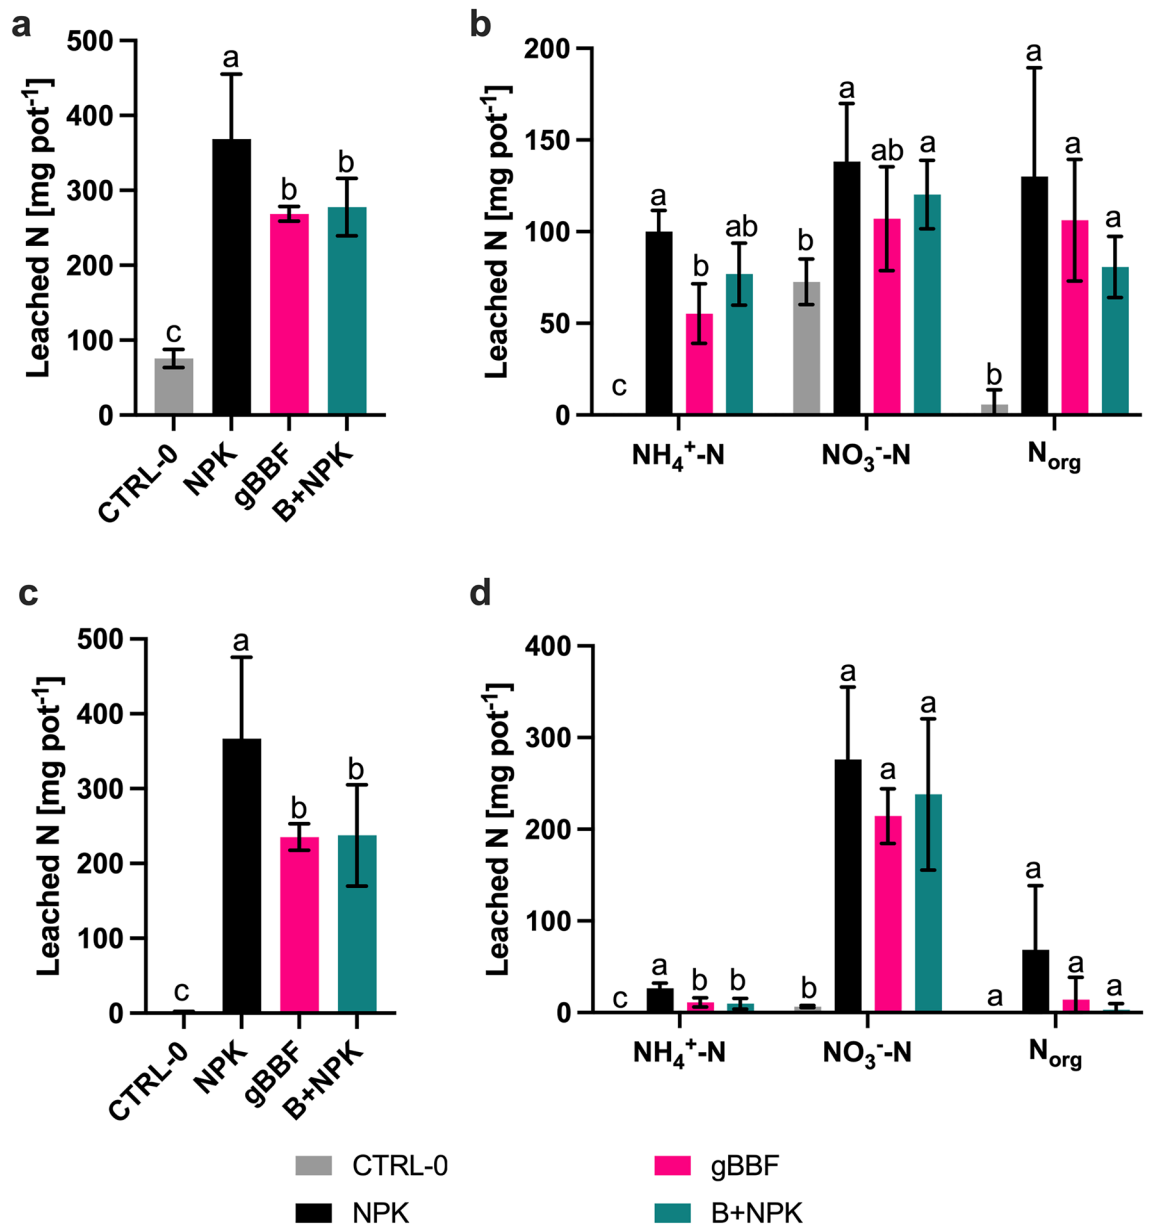 a
Leached N [mg pot⁻¹]
500
400
300
200
100
0
c
a
b
b
CTRL-0
NPK
gBBF
B+NPK
b
Leached N [mg pot⁻¹]
200
150
100
50
0
c
a
b
ab
b
a
ab
a
b
a
a
a
NH₄⁺-N
NO₃⁻-N
Norg
c
Leached N [mg pot⁻¹]
500
400
300
200
100
0
c
a
b
b
CTRL-0
NPK
gBBF
B+NPK
d
Leached N [mg pot⁻¹]
400
300
200
100
0
c
a
b
b
b
a
a
a
a
a
a
a
NH₄⁺-N
NO₃⁻-N
Norg
CTRL-0
NPK
gBBF
B+NPK